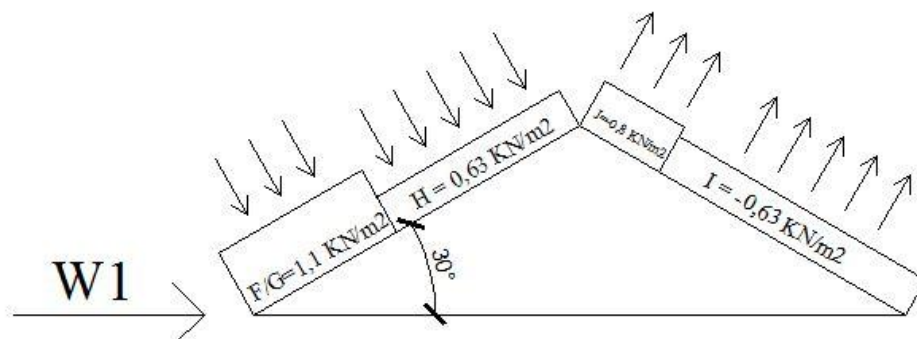 W1
F/G=1,1 KN/m2
H = 0,63 KN/m2
30°
J=-0,8 KN/m2
I = -0,63 KN/m2